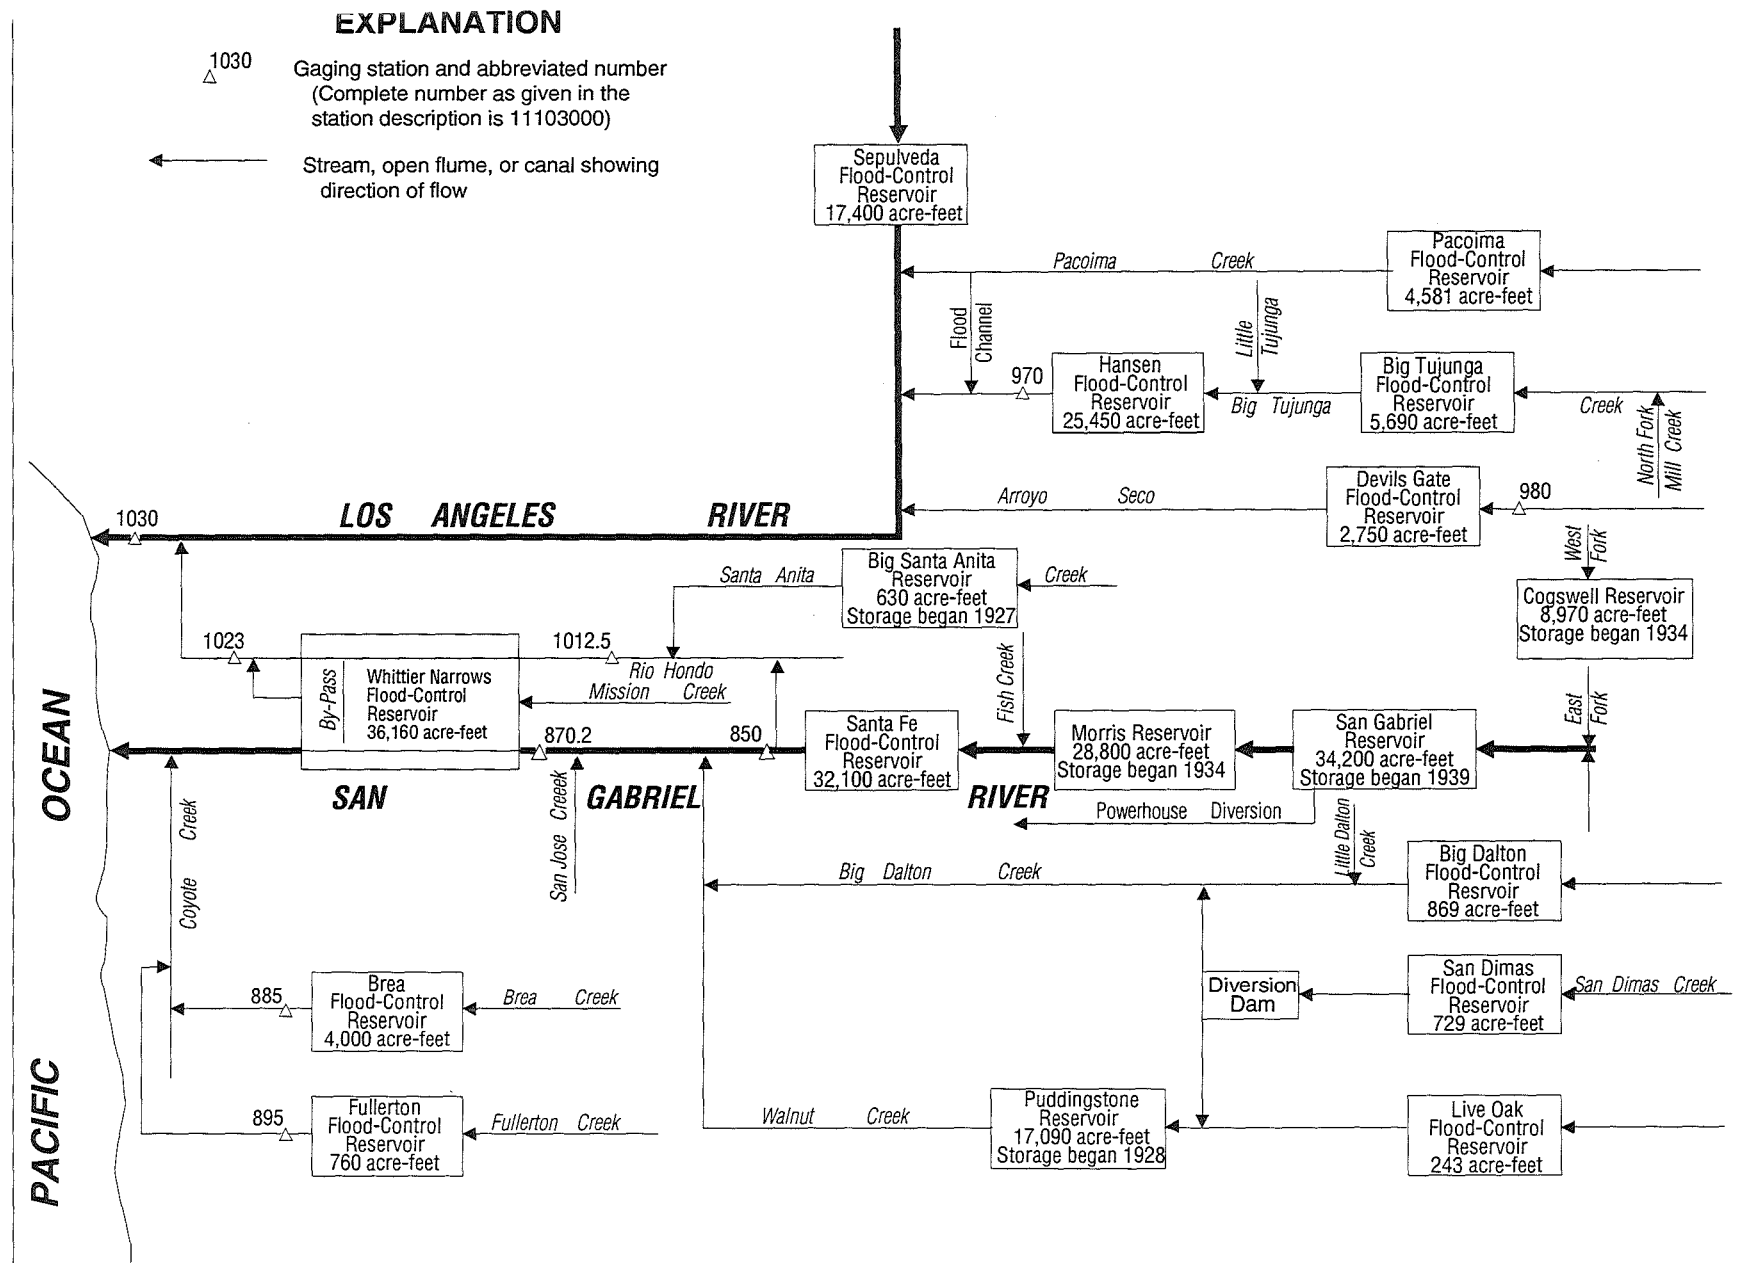 EXPLANATION
1030
Gaging station and abbreviated number
(Complete number as given in the
station description is 11103000)
Stream, open flume, or canal showing
direction of flow
Sepulveda
Flood-Control
Reservoir
17,400 acre-feet
Pacoima Creek
Pacoima
Flood-Control
Reservoir
4,581 acre-feet
Flood
Channel
Little
Tujunga
970
Hansen
Flood-Control
Reservoir
25,450 acre-feet
Big Tujunga
Big Tujunga
Flood-Control
Reservoir
5,690 acre-feet
Creek
North Fork
Mill Creek
Arroyo Seco
Devils Gate
Flood-Control
Reservoir
2,750 acre-feet
980
1030
LOS ANGELES RIVER
Santa Anita
Big Santa Anita
Reservoir
630 acre-feet
Storage began 1927
Creek
West
Fork
Cogswell Reservoir
8,970 acre-feet
Storage began 1934
1023
1012.5
Rio Hondo
Mission Creek
By-Pass
Whittier Narrows
Flood-Control
Reservoir
36,160 acre-feet
870.2
850
Santa Fe
Flood-Control
Reservoir
32,100 acre-feet
Fish Creek
Morris Reservoir
28,800 acre-feet
Storage began 1934
San Gabriel
Reservoir
34,200 acre-feet
Storage began 1939
East
Fork
SAN GABRIEL RIVER
Powerhouse Diversion
Little Dalton
Creek
San Jose Creeek
Coyote Creek
Big Dalton Creek
Big Dalton
Flood-Control
Resrvoir
869 acre-feet
Diversion
Dam
San Dimas
Flood-Control
Reservoir
729 acre-feet
San Dimas Creek
885
Brea
Flood-Control
Reservoir
4,000 acre-feet
Brea Creek
895
Fullerton
Flood-Control
Reservoir
760 acre-feet
Fullerton Creek
Walnut Creek
Puddingstone
Reservoir
17,090 acre-feet
Storage began 1928
Live Oak
Flood-Control
Reservoir
243 acre-feet
PACIFIC OCEAN